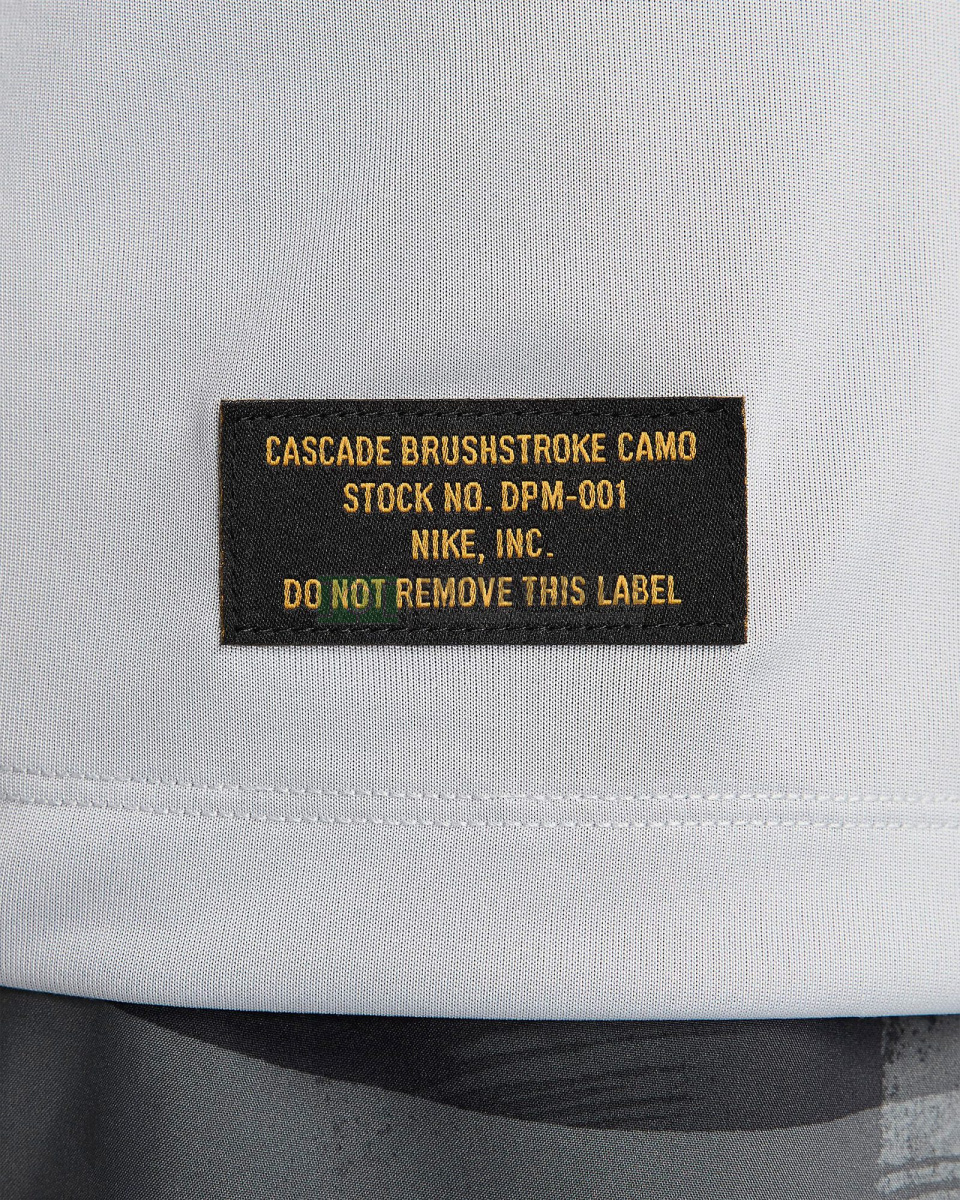 CASCADE BRUSHSTROKE CAMO
STOCK NO. DPM-001
NIKE, INC.
DO NOT REMOVE THIS LABEL